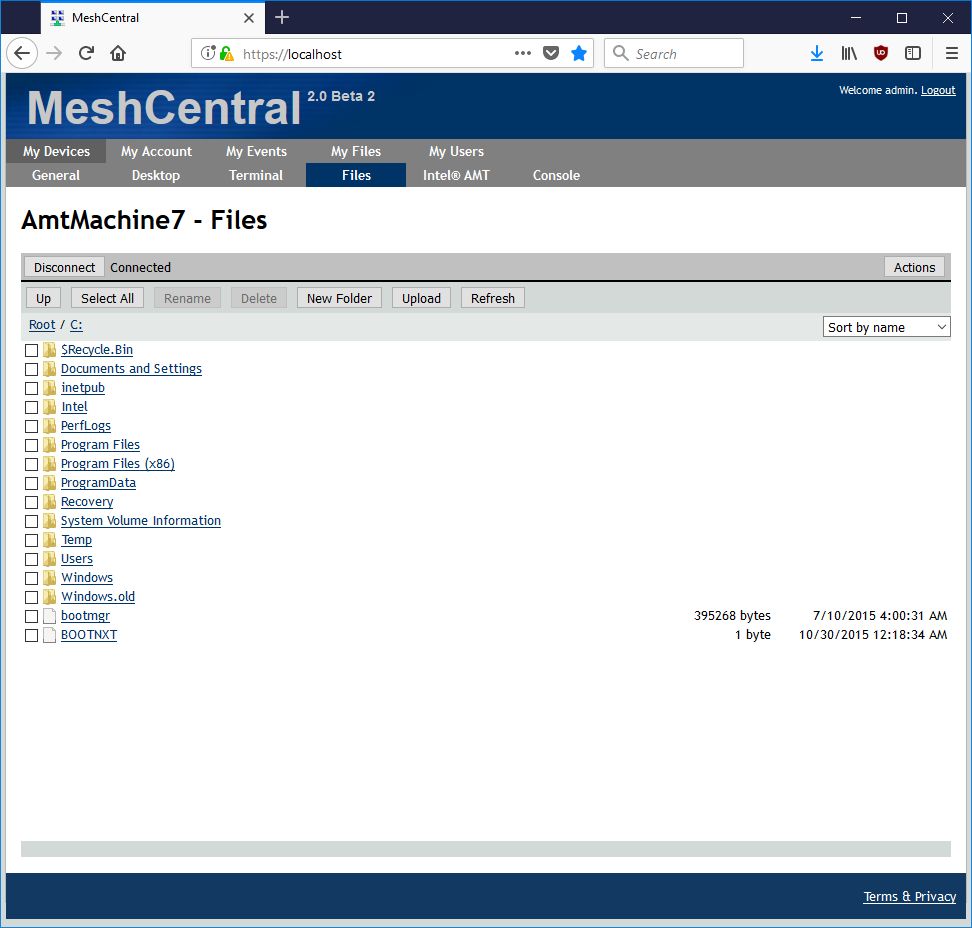 MeshCentral
https://localhost
Search
MeshCentral 2.0 Beta 2
Welcome admin. Logout
My Devices My Account My Events My Files My Users
General Desktop Terminal Files Intel® AMT Console
AmtMachine7 - Files
Disconnect Connected Actions
Up Select All Rename Delete New Folder Upload Refresh
Root / C: Sort by name
$Recycle.Bin
Documents and Settings
inetpub
Intel
PerfLogs
Program Files
Program Files (x86)
ProgramData
Recovery
System Volume Information
Temp
Users
Windows
Windows.old
bootmgr 395268 bytes 7/10/2015 4:00:31 AM
BOOTNXT 1 byte 10/30/2015 12:18:34 AM
Terms & Privacy